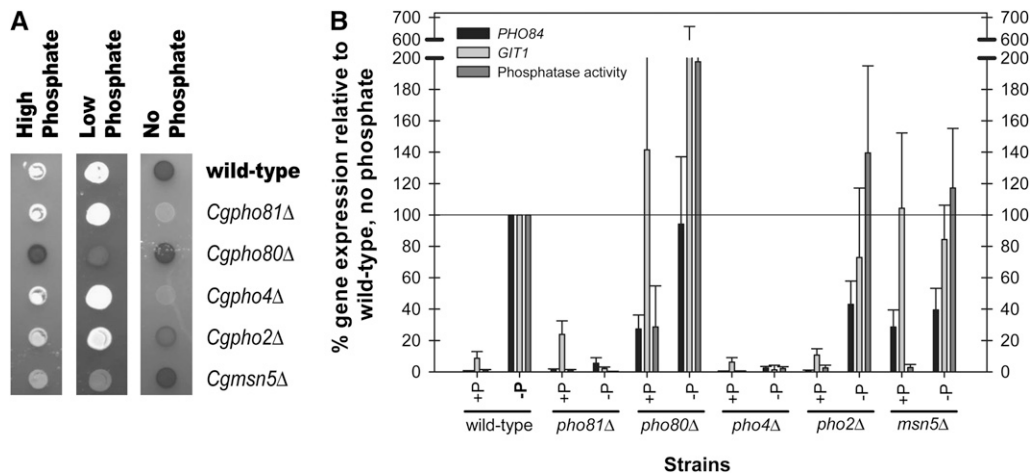 A
High
Phosphate
Low
Phosphate
No
Phosphate
wild-type
Cgpho81Δ
Cgpho80Δ
Cgpho4Δ
Cgpho2Δ
Cgmsn5Δ
B
% gene expression relative to
wild-type, no phosphate
700
600
200
180
160
140
120
100
80
60
40
20
0
PHO84
GIT1
Phosphatase activity
700
600
200
180
160
140
120
100
80
60
40
20
0
+P -P +P -P +P -P +P -P +P -P +P -P
wild-type pho81Δ pho80Δ pho4Δ pho2Δ msn5Δ
Strains